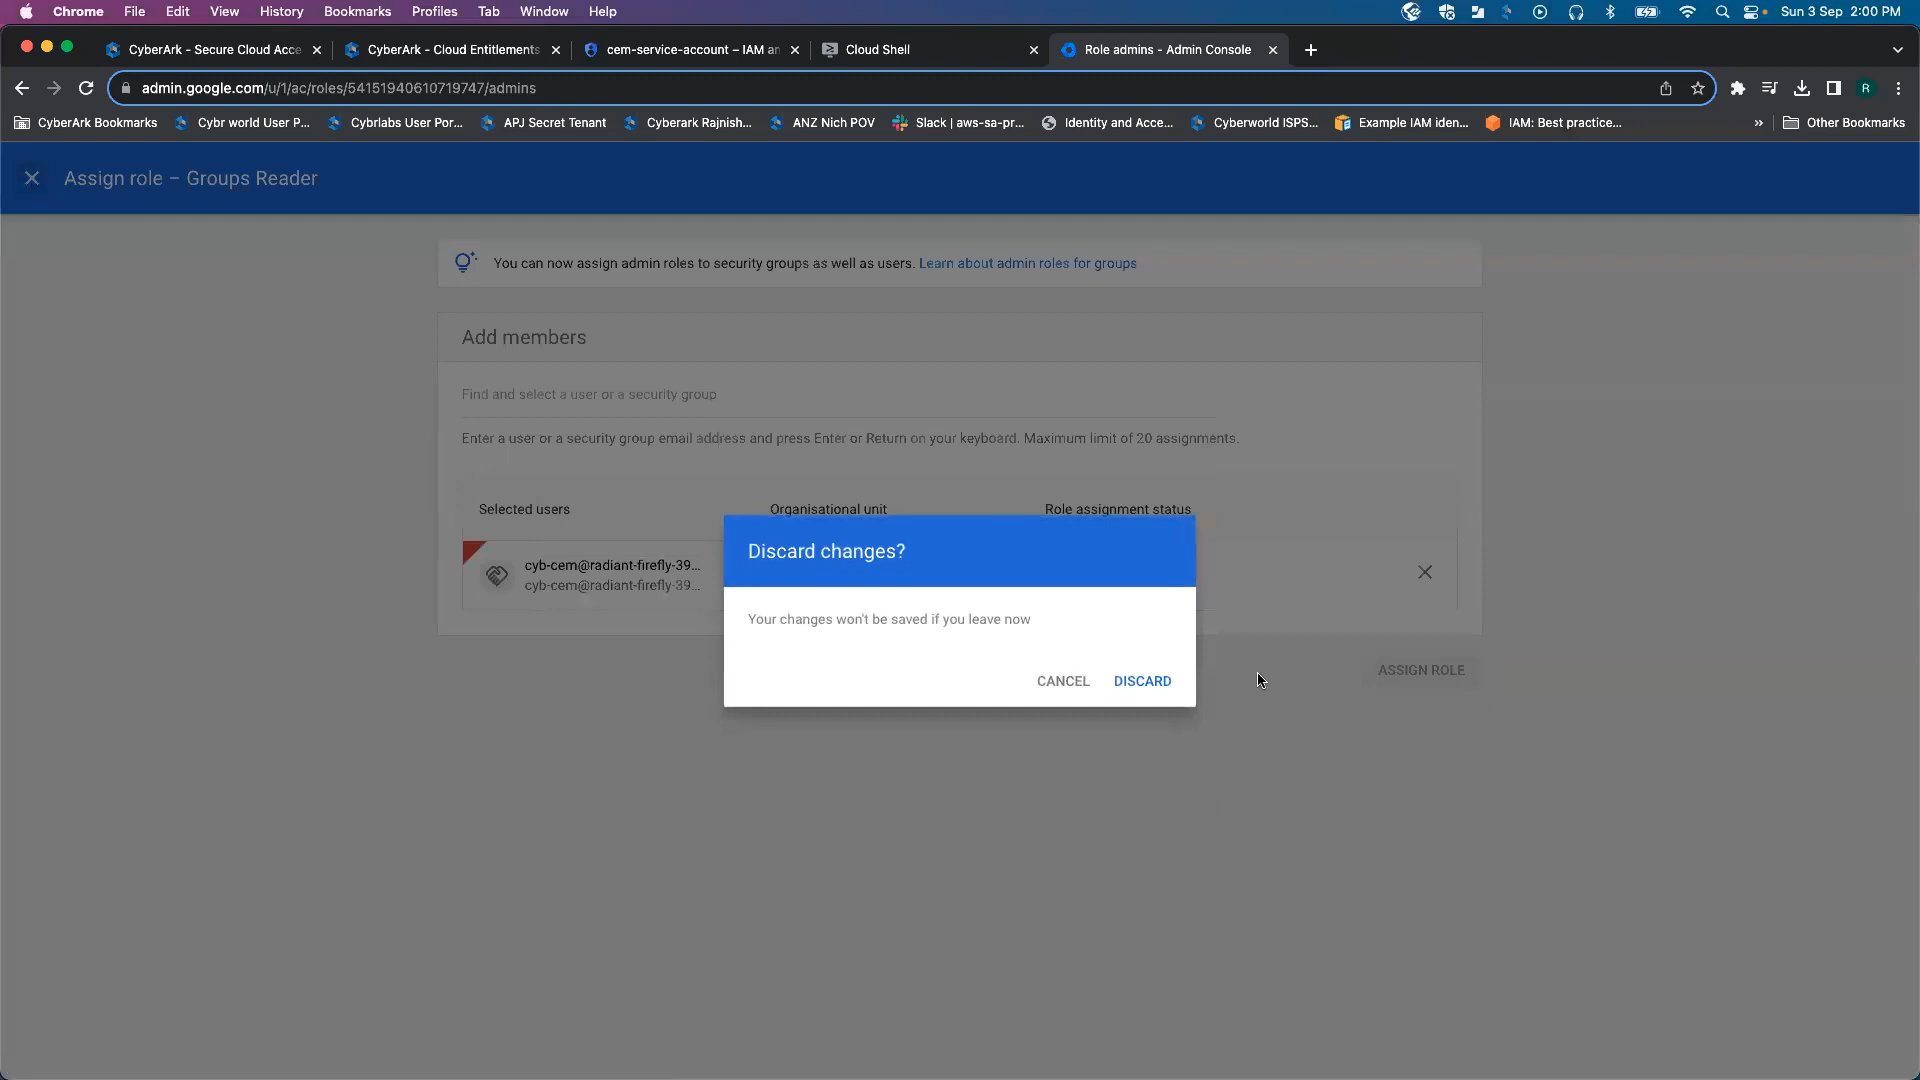 Chrome File Edit View History Bookmarks Profiles Tab Window Help Sun 3 Sep 2:00 PM
CyberArk - Secure Cloud Acce CyberArk - Cloud Entitlements cem-service-account – IAM an Cloud Shell Role admins - Admin Console
admin.google.com/u/1/ac/roles/54151940610719747/admins R
CyberArk Bookmarks Cybr world User P... Cybrlabs User Por... APJ Secret Tenant Cyberark Rajnish... ANZ Nich POV Slack | aws-sa-pr... Identity and Acce... Cyberworld ISPS... Example IAM iden... IAM: Best practice... » Other Bookmarks
Assign role – Groups Reader
You can now assign admin roles to security groups as well as users. Learn about admin roles for groups
Add members
Find and select a user or a security group
Enter a user or a security group email address and press Enter or Return on your keyboard. Maximum limit of 20 assignments.
Selected users Organisational unit Role assignment status
cyb-cem@radiant-firefly-39...
cyb-cem@radiant-firefly-39...
Discard changes?
Your changes won't be saved if you leave now
CANCEL DISCARD
ASSIGN ROLE